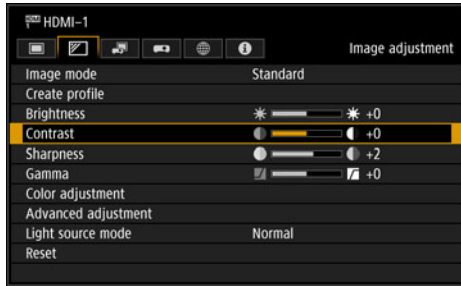 HDMI HDMI-1
Image adjustment
Image mode Standard
Create profile
Brightness +0
Contrast +0
Sharpness +2
Gamma +0
Color adjustment
Advanced adjustment
Light source mode Normal
Reset